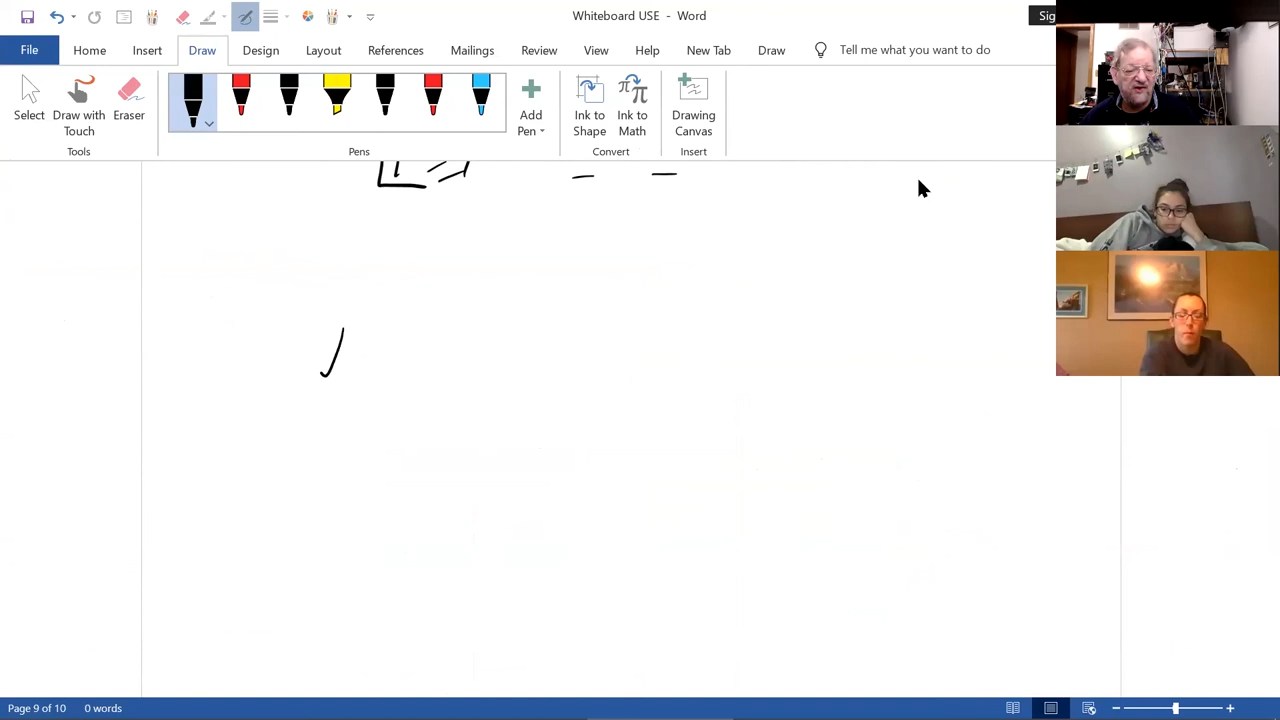 Whiteboard USE - Word
Sig
File Home Insert Draw Design Layout References Mailings Review View Help New Tab Draw Tell me what you want to do
Select
Draw with Touch
Eraser
Add Pen
Ink to Shape
Ink to Math
Drawing Canvas
Tools Pens Convert Insert
Page 9 of 10 0 words